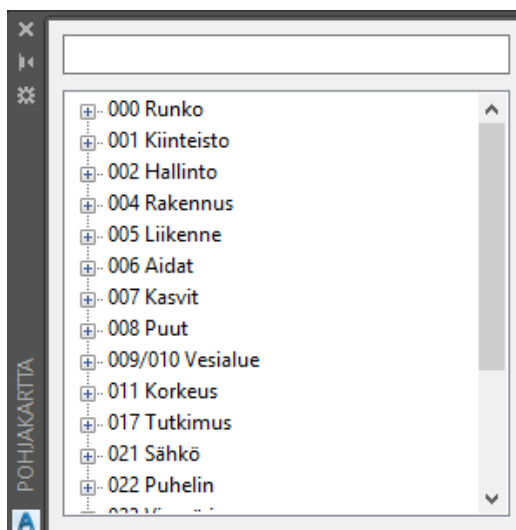 000 Runko
001 Kiinteisto
002 Hallinto
004 Rakennus
005 Liikenne
006 Aidat
007 Kasvit
008 Puut
009/010 Vesialue
011 Korkeus
017 Tutkimus
021 Sähkö
022 Puhelin
POHJAKARTTA